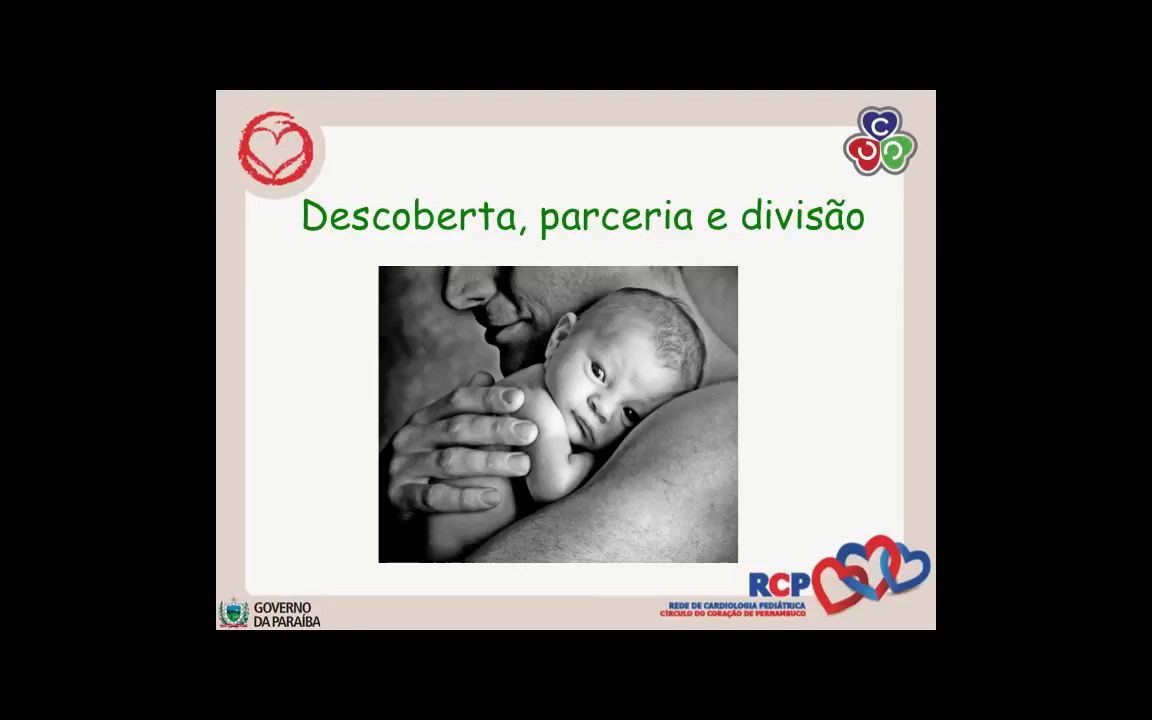 Descoberta, parceria e divisão
RCP
REDE DE CARDIOLOGIA PEDIÁTRICA
CÍRCULO DO CORAÇÃO DE PERNAMBUCO
GOVERNO
DA PARAÍBA